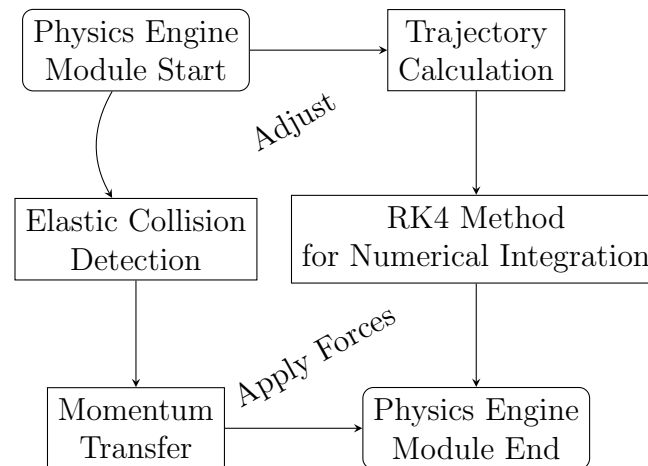 Physics Engine
Module Start
Trajectory
Calculation
Adjust
Elastic Collision
Detection
RK4 Method
for Numerical Integration
Apply Forces
Momentum
Transfer
Physics Engine
Module End